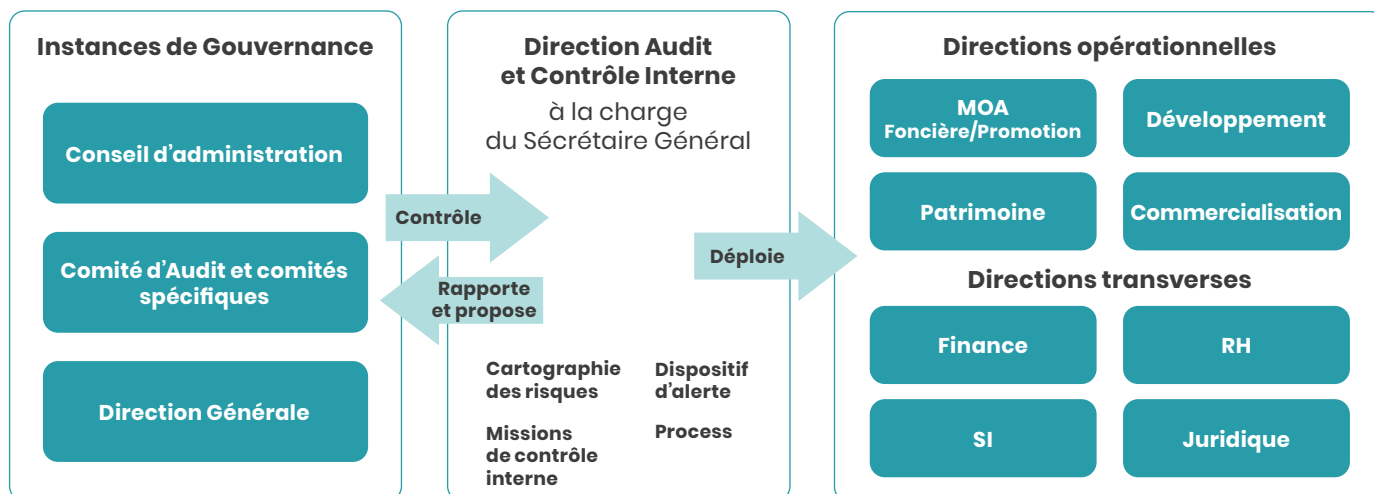 Instances de Gouvernance
Conseil d'administration
Comité d'Audit et comités
spécifiques
Direction Générale
Contrôle
Rapporte
et propose
Direction Audit
et Contrôle Interne
à la charge
du Sécrétaire Général
Cartographie
des risques
Dispositif
d'alerte
Missions
de contrôle
interne
Process
Déploie
Directions opérationnelles
MOA
Foncière/Promotion
Développement
Patrimoine
Commercialisation
Directions transverses
Finance
RH
SI
Juridique